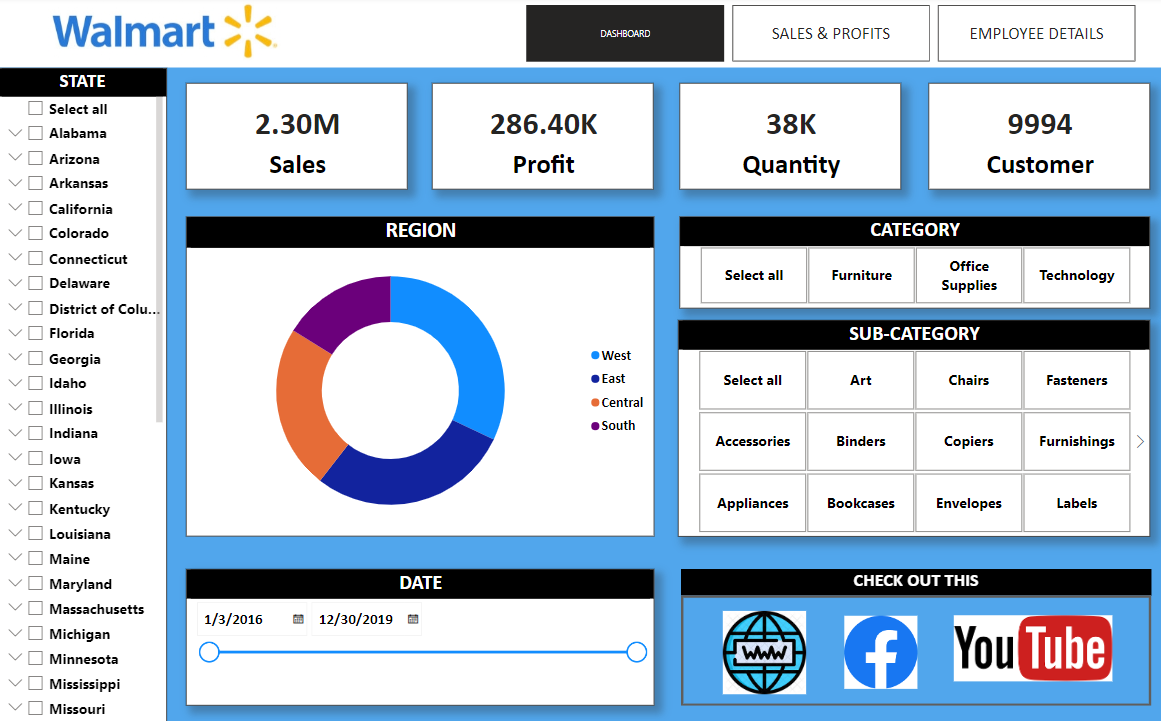 Walmart
DASHBOARD
SALES & PROFITS
EMPLOYEE DETAILS
STATE
Select all
Alabama
Arizona
Arkansas
California
Colorado
Connecticut
Delaware
District of Colu...
Florida
Georgia
Idaho
Illinois
Indiana
Iowa
Kansas
Kentucky
Louisiana
Maine
Maryland
Massachusetts
Michigan
Minnesota
Mississippi
Missouri
2.30M
Sales
286.40K
Profit
38K
Quantity
9994
Customer
REGION
West
East
Central
South
CATEGORY
Select all
Furniture
Office
Supplies
Technology
SUB-CATEGORY
Select all
Art
Chairs
Fasteners
Accessories
Binders
Copiers
Furnishings
Appliances
Bookcases
Envelopes
Labels
DATE
1/3/2016
12/30/2019
CHECK OUT THIS
WWW
f
YouTube